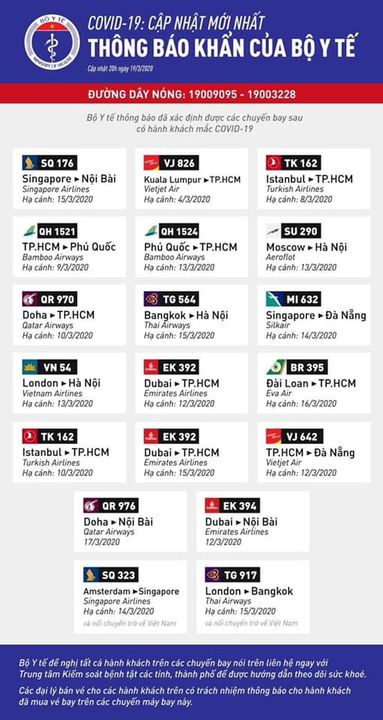 BỘ Y TẾ
MINISTRY OF HEALTH
COVID-19: CẬP NHẬT MỚI NHẤT
THÔNG BÁO KHẨN CỦA BỘ Y TẾ
Cập nhật 20h ngày 19/3/2020
ĐƯỜNG DÂY NÓNG: 19009095 - 19003228
Bộ Y tế thông báo đã xác định được các chuyến bay sau
có hành khách mắc COVID-19
SQ 176
Singapore ▸ Nội Bài
Singapore Airlines
Hạ cánh: 15/3/2020
VJ 826
Kuala Lumpur ▸ TP.HCM
Vietjet Air
Hạ cánh: 4/3/2020
TK 162
Istanbul ▸ TP.HCM
Turkish Airlines
Hạ cánh: 8/3/2020
QH 1521
TP.HCM ▸ Phú Quốc
Bamboo Airways
Hạ cánh: 9/3/2020
QH 1524
Phú Quốc ▸ TP.HCM
Bamboo Airways
Hạ cánh: 13/3/2020
SU 290
Moscow ▸ Hà Nội
Aeroflot
Hạ cánh: 13/3/2020
QR 970
Doha ▸ TP.HCM
Qatar Airways
Hạ cánh: 10/3/2020
TG 564
Bangkok ▸ Hà Nội
Thai Airways
Hạ cánh: 15/3/2020
MI 632
Singapore ▸ Đà Nẵng
Silkair
Hạ cánh: 14/3/2020
VN 54
London ▸ Hà Nội
Vietnam Airlines
Hạ cánh: 13/3/2020
EK 392
Dubai ▸ TP.HCM
Emirates Airlines
Hạ cánh: 12/3/2020
BR 395
Đài Loan ▸ TP.HCM
Eva Air
Hạ cánh: 16/3/2020
TK 162
Istanbul ▸ TP.HCM
Turkish Airlines
Hạ cánh: 10/3/2020
EK 392
Dubai ▸ TP.HCM
Emirates Airlines
Hạ cánh: 15/3/2020
VJ 642
TP.HCM ▸ Đà Nẵng
Vietjet Air
Hạ cánh: 12/3/2020
QR 976
Doha ▸ Nội Bài
Qatar Airways
17/3/2020
EK 394
Dubai ▸ Nội Bài
Emirates Airlines
12/3/2020
SQ 323
Amsterdam ▸ Singapore
Singapore Airlines
Hạ cánh: 14/3/2020
và nối chuyến trở về Việt Nam
TG 917
London ▸ Bangkok
Thai Airways
Hạ cánh: 15/3/2020
và nối chuyến trở về Việt Nam
Bộ Y tế đề nghị tất cả hành khách trên các chuyến bay nói trên liên hệ ngay với
Trung tâm Kiểm soát bệnh tật các tỉnh, thành phố để được hướng dẫn theo dõi sức khoẻ.
Các đại lý bán vé cho các hành khách trên có trách nhiệm thông báo cho hành khách
đã mua vé bay trên các chuyến máy bay này.